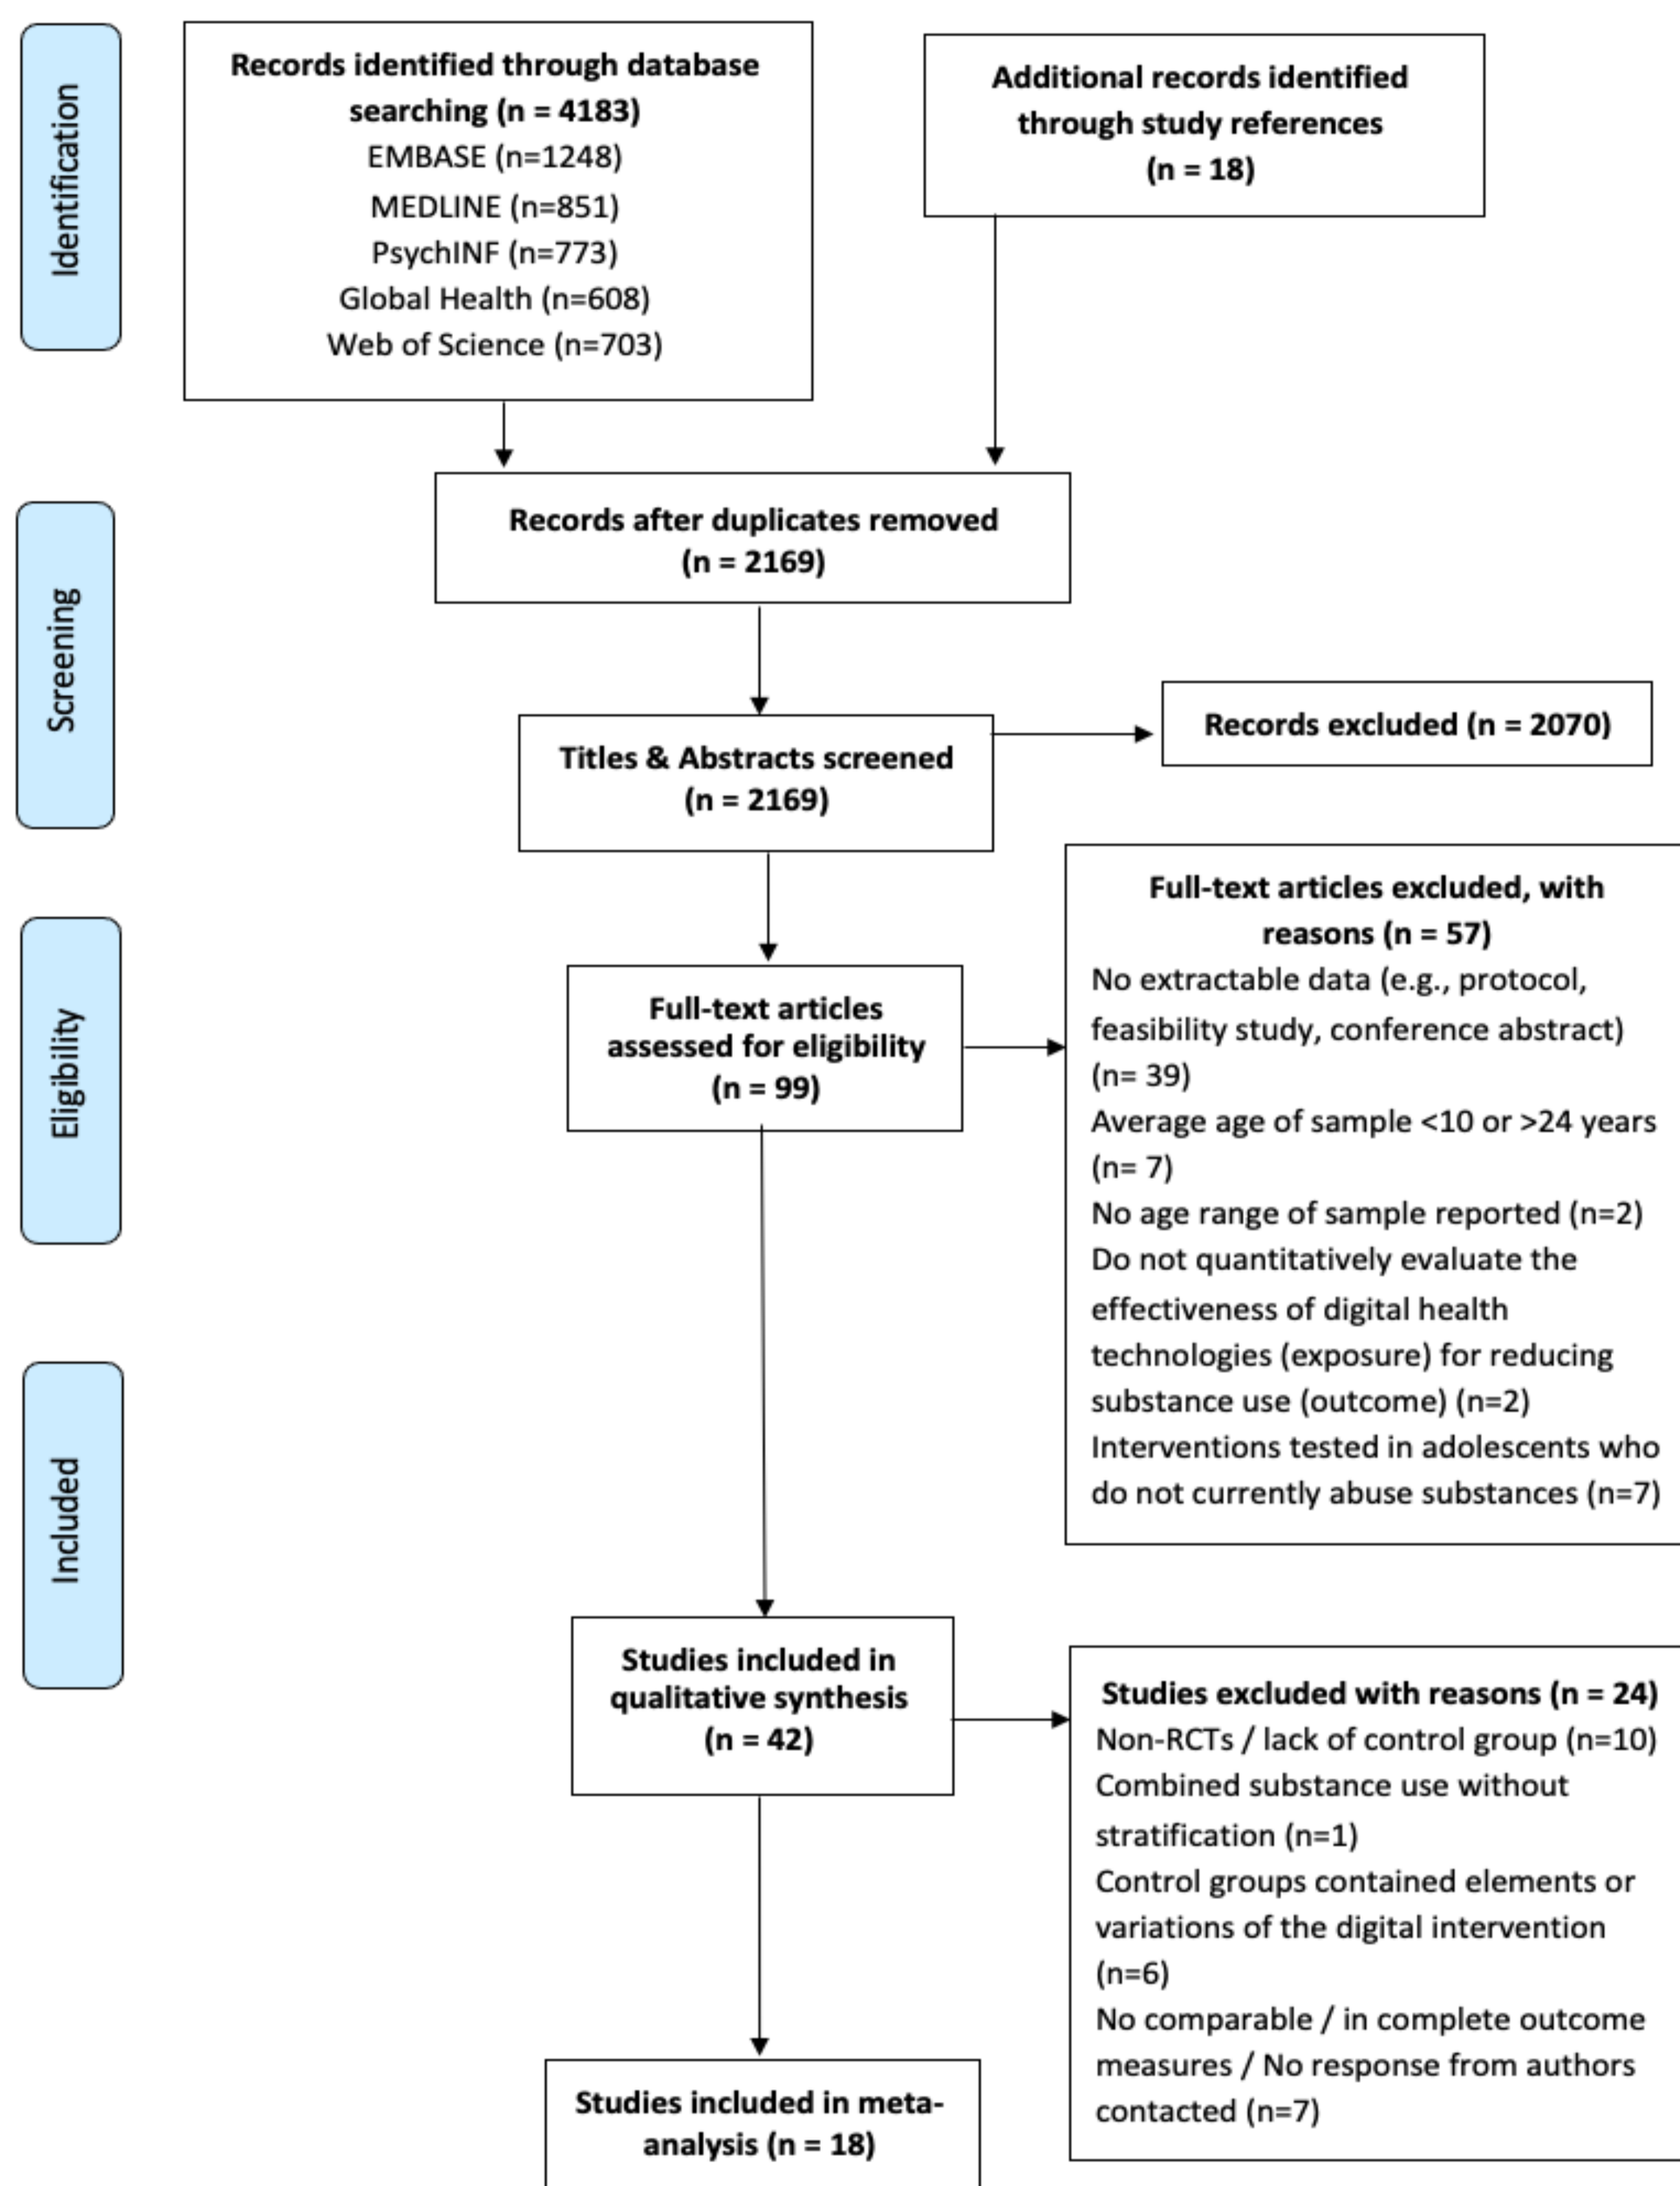 Identification
Records identified through database
searching (n = 4183)
EMBASE (n=1248)
MEDLINE (n=851)
PsychINF (n=773)
Global Health (n=608)
Web of Science (n=703)
Additional records identified
through study references
(n = 18)
Screening
Records after duplicates removed
(n = 2169)
Titles & Abstracts screened
(n = 2169)
Records excluded (n = 2070)
Eligibility
Full-text articles
assessed for eligibility
(n = 99)
Full-text articles excluded, with
reasons (n = 57)
No extractable data (e.g., protocol,
feasibility study, conference abstract)
(n= 39)
Average age of sample <10 or >24 years
(n= 7)
No age range of sample reported (n=2)
Do not quantitatively evaluate the
effectiveness of digital health
technologies (exposure) for reducing
substance use (outcome) (n=2)
Interventions tested in adolescents who
do not currently abuse substances (n=7)
Included
Studies included in
qualitative synthesis
(n = 42)
Studies excluded with reasons (n = 24)
Non-RCTs / lack of control group (n=10)
Combined substance use without
stratification (n=1)
Control groups contained elements or
variations of the digital intervention
(n=6)
No comparable / in complete outcome
measures / No response from authors
contacted (n=7)
Studies included in meta-
analysis (n = 18)